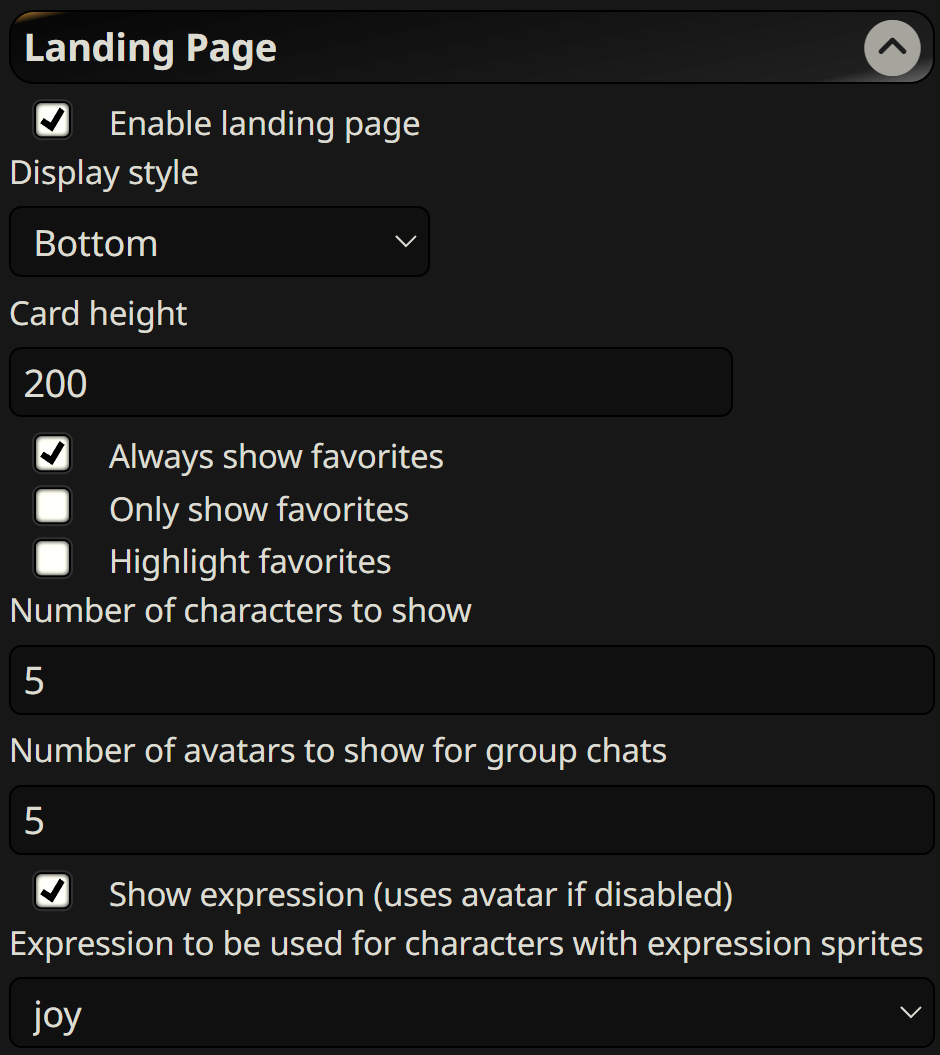 Landing Page
Enable landing page
Display style
Bottom
Card height
200
Always show favorites
Only show favorites
Highlight favorites
Number of characters to show
5
Number of avatars to show for group chats
5
Show expression (uses avatar if disabled)
Expression to be used for characters with expression sprites
joy